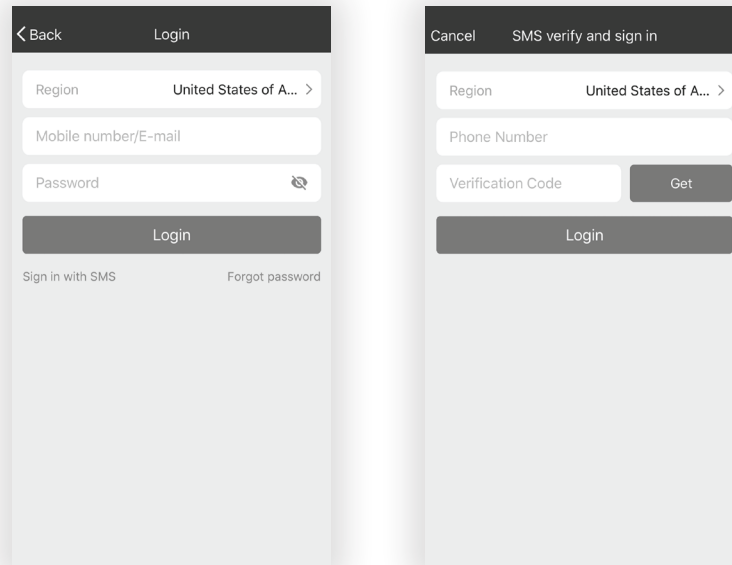 Back
Login
Region
United States of A...
Mobile number/E-mail
Password
Login
Sign in with SMS
Forgot password
Cancel
SMS verify and sign in
Region
United States of A...
Phone Number
Verification Code
Get
Login